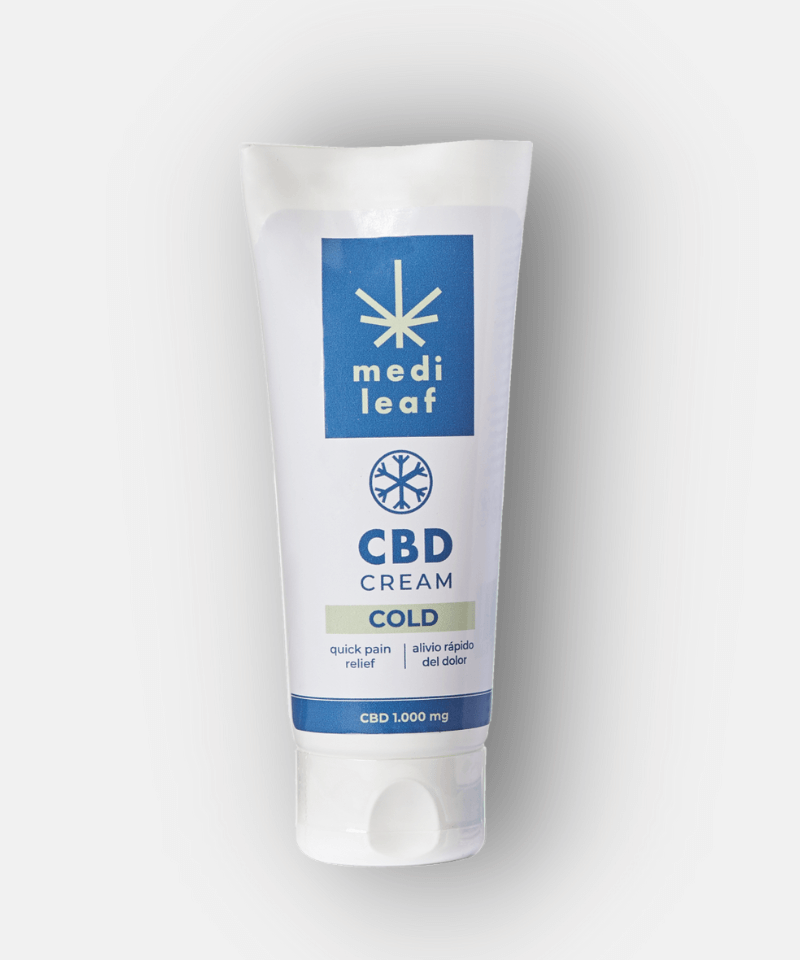 medi
leaf
CBD
CREAM
COLD
quick pain
relief
alivio rápido
del dolor
CBD 1.000 mg